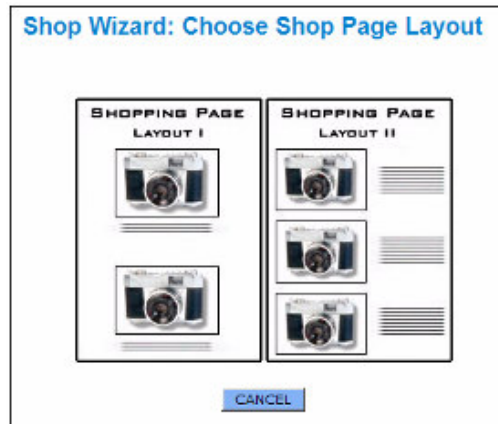 Shop Wizard: Choose Shop Page Layout
SHOPPING PAGE
LAYOUT I
SHOPPING PAGE
LAYOUT II
CANCEL